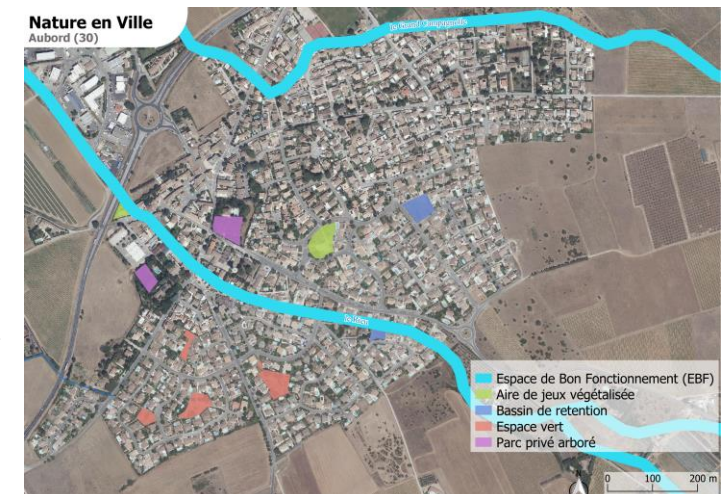 Nature en Ville
Aubord (30)
le Grand Campagnolle
le Rieu
Espace de Bon Fonctionnement (EBF)
Aire de jeux végétalisée
Bassin de retention
Espace vert
Parc privé arboré
N
0 100 200 m